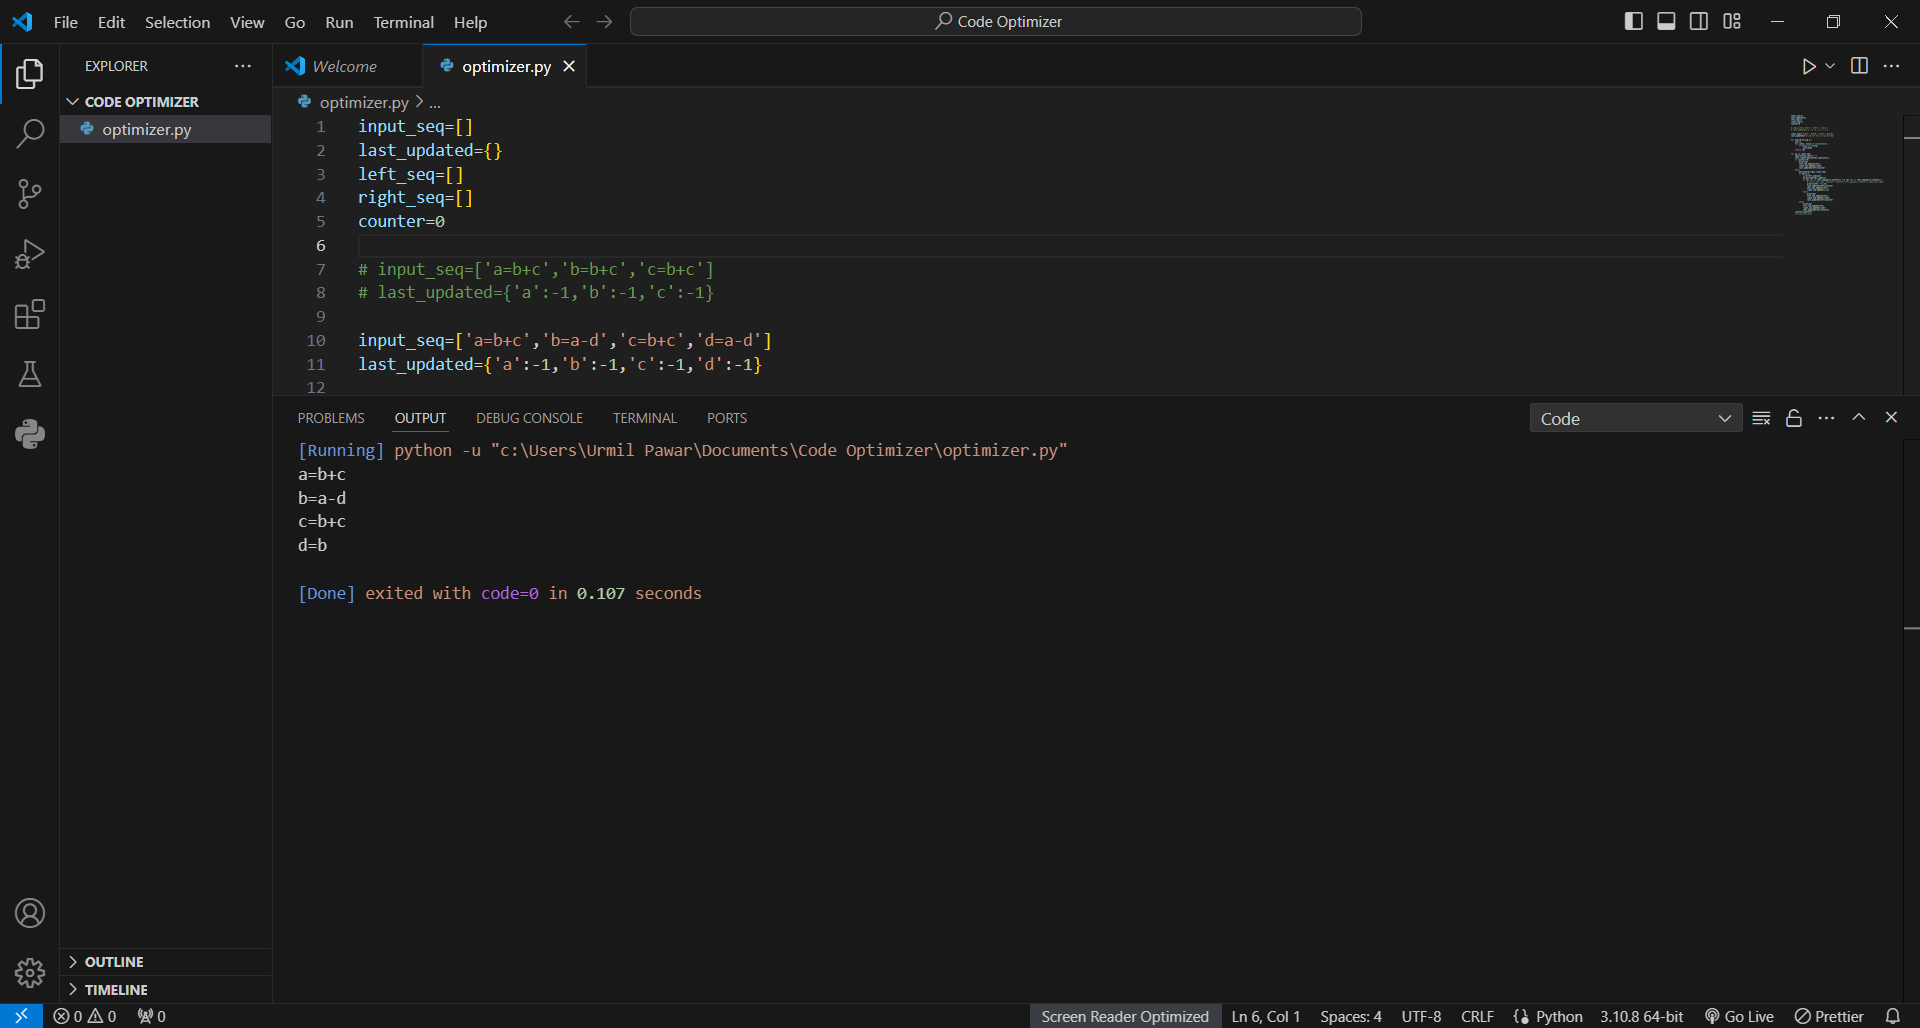 File Edit Selection View Go Run Terminal Help
Code Optimizer
EXPLORER
CODE OPTIMIZER
optimizer.py
Welcome
optimizer.py
optimizer.py > ...
1 input_seq=[]
2 last_updated={}
3 left_seq=[]
4 right_seq=[]
5 counter=0
6
7 # input_seq=['a=b+c','b=b+c','c=b+c']
8 # last_updated={'a':-1,'b':-1,'c':-1}
9
10 input_seq=['a=b+c','b=a-d','c=b+c','d=a-d']
11 last_updated={'a':-1,'b':-1,'c':-1,'d':-1}
12
PROBLEMS OUTPUT DEBUG CONSOLE TERMINAL PORTS
Code
[Running] python -u "c:\Users\Urmil Pawar\Documents\Code Optimizer\optimizer.py"
a=b+c
b=a-d
c=b+c
d=b
[Done] exited with code=0 in 0.107 seconds
OUTLINE
TIMELINE
0 0 0
Screen Reader Optimized Ln 6, Col 1 Spaces: 4 UTF-8 CRLF Python 3.10.8 64-bit Go Live Prettier